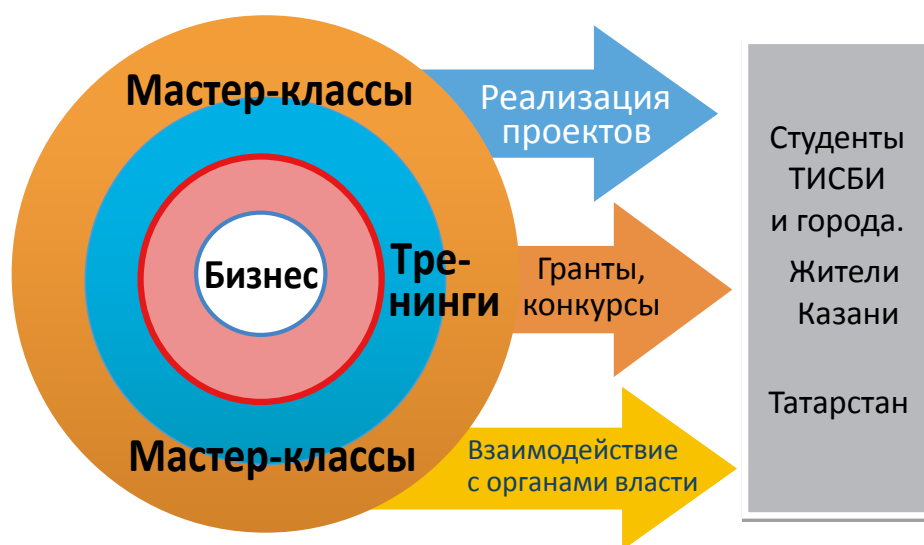 Мастер-классы
Бизнес
Тре-
нинги
Мастер-классы
Реализация
проектов
Гранты,
конкурсы
Взаимодействие
с органами власти
Студенты
ТИСБИ
и города.
Жители
Казани
Татарстан